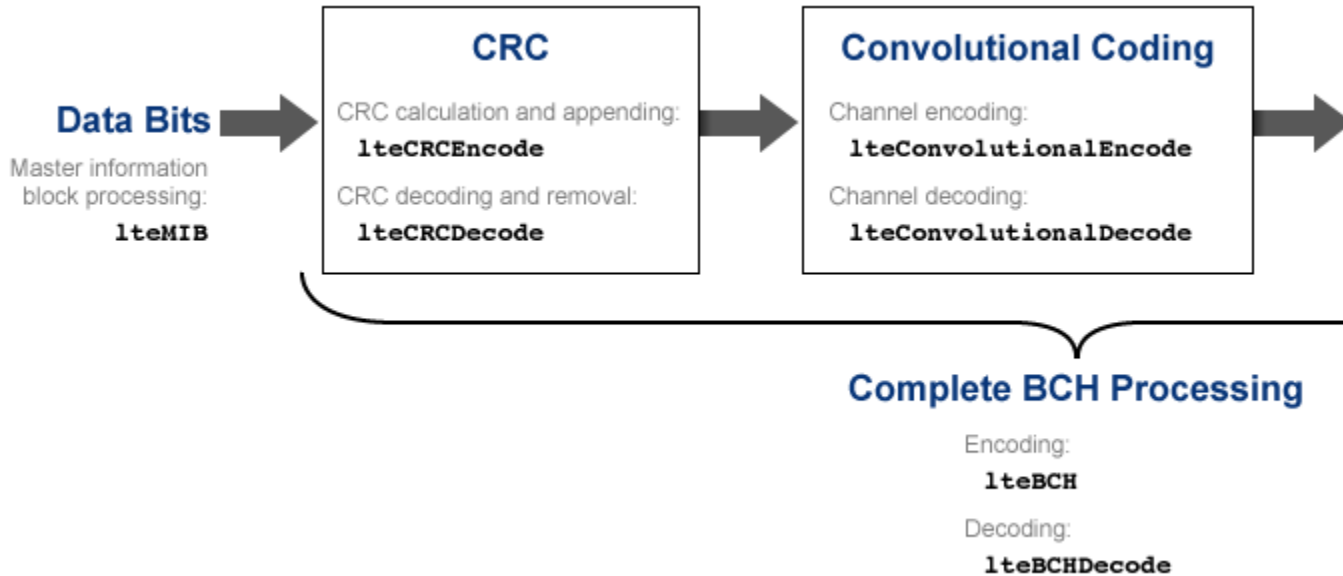 Data Bits
Master information
block processing:
lteMIB
CRC
CRC calculation and appending:
lteCRCEncode
CRC decoding and removal:
lteCRCDecode
Convolutional Coding
Channel encoding:
lteConvolutionalEncode
Channel decoding:
lteConvolutionalDecode
Complete BCH Processing
Encoding:
lteBCH
Decoding:
lteBCHDecode